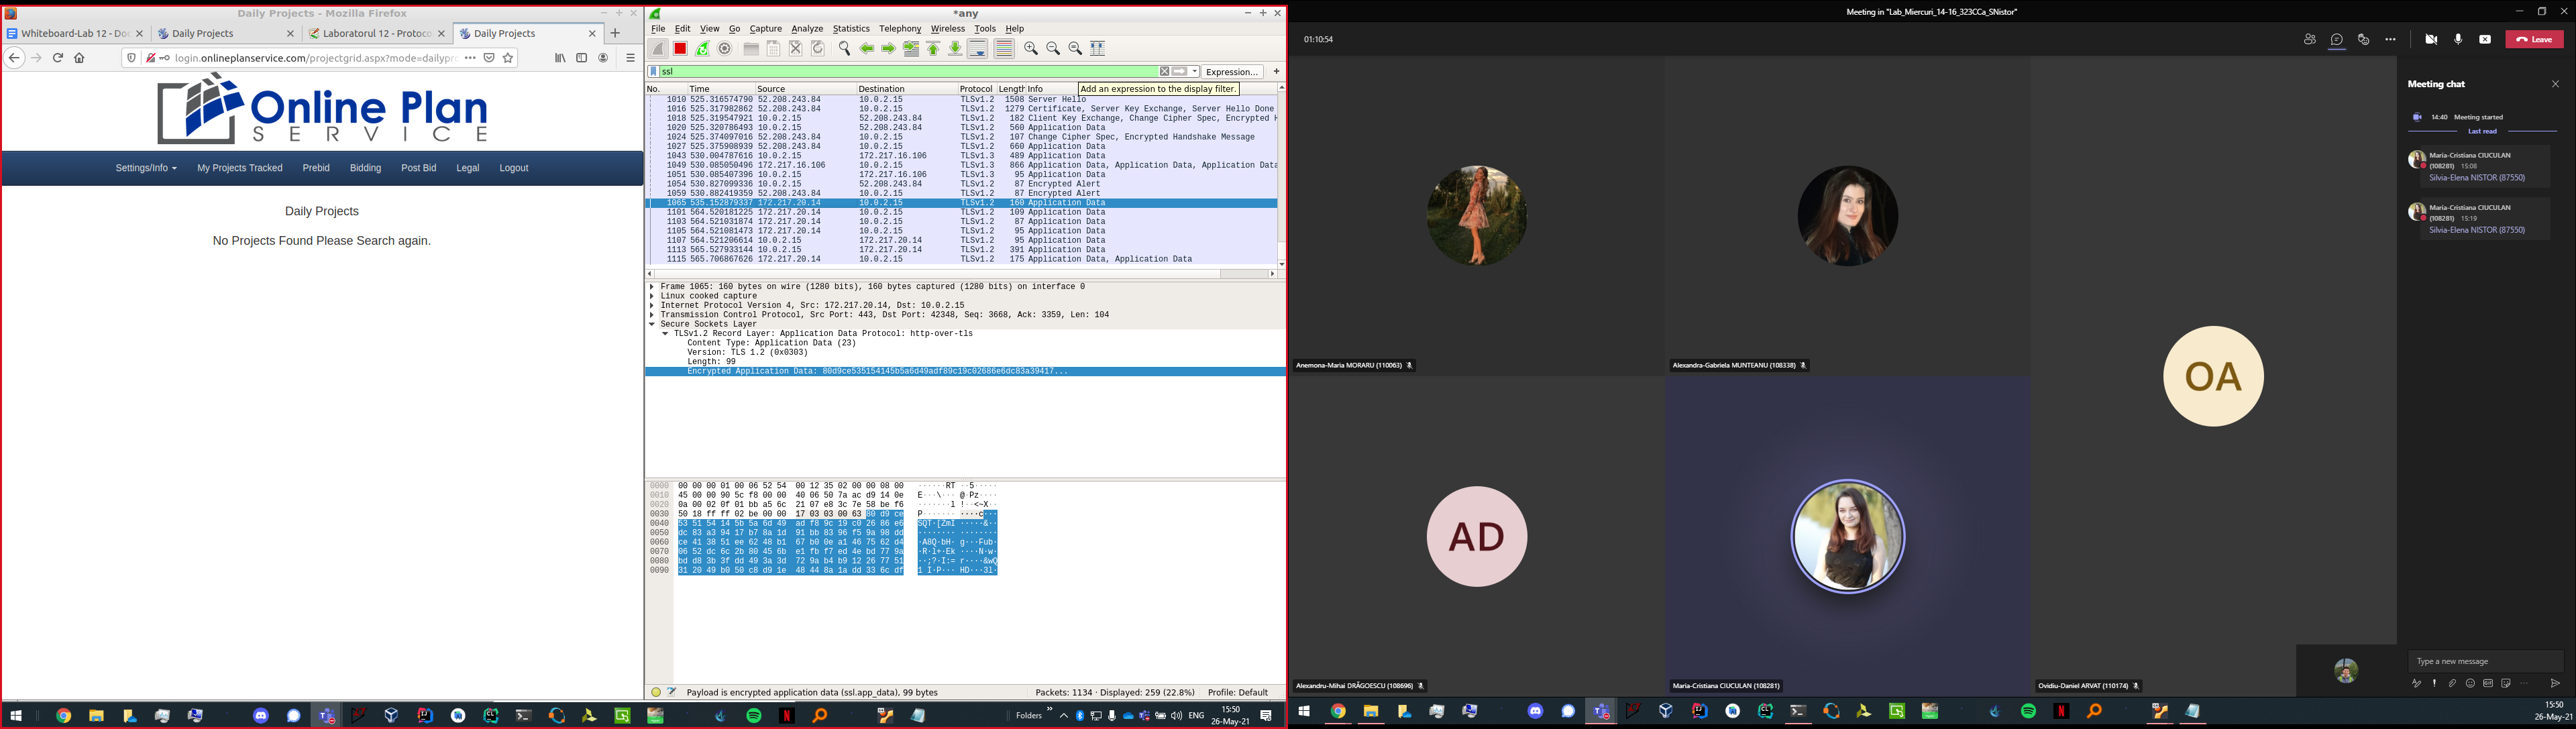 Daily Projects - Mozilla Firefox
Whiteboard-Lab 12 - Doc
Daily Projects
Laboratorul 12 - Protoco
Daily Projects
login.onlineplanservice.com/projectgrid.aspx?mode=dailypro
Online Plan
SERVICE
Settings/Info
My Projects Tracked
Prebid
Bidding
Post Bid
Legal
Logout
Daily Projects
No Projects Found Please Search again.
*any
File Edit View Go Capture Analyze Statistics Telephony Wireless Tools Help
ssl
Expression...
+
No. Time Source Destination Protocol Length Info
Add an expression to the display filter.
1010 525.316574790 52.208.243.84 10.0.2.15 TLSv1.2 1508 Server Hello
1016 525.317982862 52.208.243.84 10.0.2.15 TLSv1.2 1279 Certificate, Server Key Exchange, Server Hello Done
1018 525.319547921 10.0.2.15 52.208.243.84 TLSv1.2 182 Client Key Exchange, Change Cipher Spec, Encrypted H
1020 525.320786493 10.0.2.15 52.208.243.84 TLSv1.2 560 Application Data
1024 525.374097016 52.208.243.84 10.0.2.15 TLSv1.2 107 Change Cipher Spec, Encrypted Handshake Message
1027 525.375908939 52.208.243.84 10.0.2.15 TLSv1.2 660 Application Data
1043 530.004787616 10.0.2.15 172.217.16.106 TLSv1.3 489 Application Data
1049 530.085050496 172.217.16.106 10.0.2.15 TLSv1.3 866 Application Data, Application Data, Application Data
1051 530.085407396 10.0.2.15 172.217.16.106 TLSv1.3 95 Application Data
1054 530.827099336 10.0.2.15 52.208.243.84 TLSv1.2 87 Encrypted Alert
1059 530.882419359 52.208.243.84 10.0.2.15 TLSv1.2 87 Encrypted Alert
1065 535.152879337 172.217.20.14 10.0.2.15 TLSv1.2 160 Application Data
1101 564.520181225 172.217.20.14 10.0.2.15 TLSv1.2 109 Application Data
1103 564.521031874 172.217.20.14 10.0.2.15 TLSv1.2 87 Application Data
1105 564.521081473 172.217.20.14 10.0.2.15 TLSv1.2 95 Application Data
1107 564.521206614 10.0.2.15 172.217.20.14 TLSv1.2 95 Application Data
1113 565.527933144 10.0.2.15 172.217.20.14 TLSv1.2 391 Application Data
1115 565.706867626 172.217.20.14 10.0.2.15 TLSv1.2 175 Application Data, Application Data
Frame 1065: 160 bytes on wire (1280 bits), 160 bytes captured (1280 bits) on interface 0
Linux cooked capture
Internet Protocol Version 4, Src: 172.217.20.14, Dst: 10.0.2.15
Transmission Control Protocol, Src Port: 443, Dst Port: 42348, Seq: 3668, Ack: 3359, Len: 104
Secure Sockets Layer
TLSv1.2 Record Layer: Application Data Protocol: http-over-tls
Content Type: Application Data (23)
Version: TLS 1.2 (0x0303)
Length: 99
Encrypted Application Data: 80d9ce535154145b5a6d49adf89c19c02686e6dc83a39417...
0000 00 00 00 01 00 06 52 54 00 12 35 02 00 00 08 00 ······RT ··5·····
0010 45 00 00 90 5c f8 00 00 40 06 50 7a ac d9 14 0e E···\··· @·Pz····
0020 0a 00 02 0f 01 bb a5 6c 21 07 e8 3c 7e 58 be f6 ·······l !··<~X··
0030 50 18 ff ff 02 be 00 00 17 03 03 00 63 80 d9 ce P······· ····c···
0040 53 51 54 14 5b 5a 6d 49 ad f8 9c 19 c0 26 86 e6 SQT·[ZmI ·····&··
0050 dc 83 a3 94 17 b7 8a 1d 91 bb 83 96 f5 9a 98 dd ········ ········
0060 ce 41 38 51 ee 62 48 b1 67 b0 0e a1 46 75 62 d4 ·A8Q·bH· g···Fub·
0070 06 52 dc 6c 2b 80 45 6b e1 fb f7 ed 4e bd 77 9a ·R·l+·Ek ····N·w·
0080 bd d8 3b 3f dd 49 3a 3d 72 9a b4 b9 12 26 77 51 ··;?·I:= r····&wQ
0090 31 20 49 b0 50 c8 d9 1e 48 44 8a 1a dd 33 6c df 1 I·P··· HD···3l·
Payload is encrypted application data (ssl.app_data), 99 bytes
Packets: 1134 · Displayed: 259 (22.8%)
Profile: Default
Folders
ENG
15:50
26-May-21
Meeting in "Lab_Miercuri_14-16_323CCa_SNistor"
01:10:54
Leave
Meeting chat
14:40 Meeting started
Last read
Maria-Cristiana CIUCULAN
(108281) 15:08
Silvia-Elena NISTOR (87550)
Maria-Cristiana CIUCULAN
(108281) 15:19
Silvia-Elena NISTOR (87550)
Anemona-Maria MORARU (110063)
Alexandra-Gabriela MUNTEANU (108338)
OA
AD
Alexandru-Mihai DRĂGOESCU (108696)
Maria-Cristiana CIUCULAN (108281)
Ovidiu-Daniel ARVAT (110174)
Type a new message
15:50
26-May-21